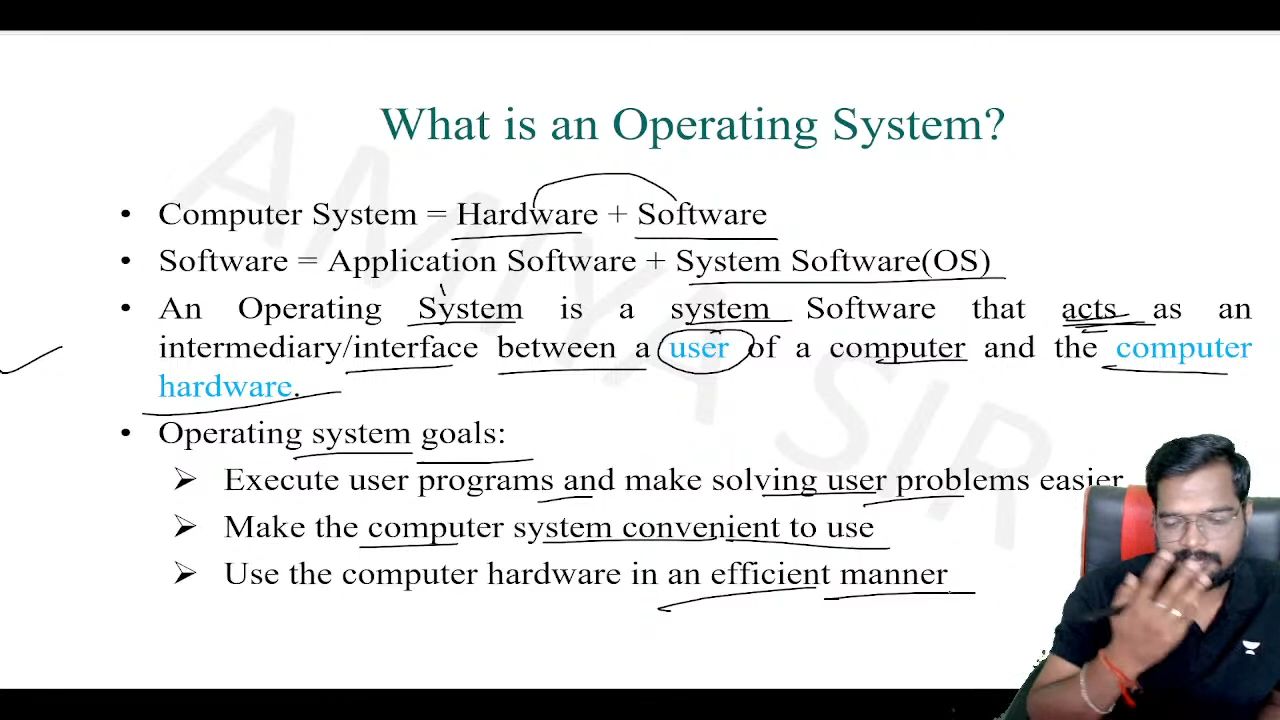 What is an Operating System?
• Computer System = Hardware + Software
• Software = Application Software + System Software(OS)
• An Operating System is a system Software that acts as an
intermediary/interface between a user of a computer and the computer
hardware.
• Operating system goals:
➢ Execute user programs and make solving user problems easier
➢ Make the computer system convenient to use
➢ Use the computer hardware in an efficient manner
AMIYA SIR